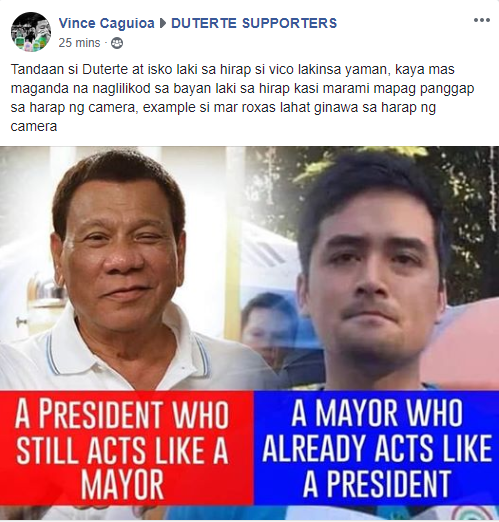 Vince Caguioa ▸ DUTERTE SUPPORTERS
25 mins ·
Tandaan si Duterte at isko laki sa hirap si vico lakinsa yaman, kaya mas
maganda na naglilikod sa bayan laki sa hirap kasi marami mapag panggap
sa harap ng camera, example si mar roxas lahat ginawa sa harap ng
camera
A PRESIDENT WHO
STILL ACTS LIKE A
MAYOR
A MAYOR WHO
ALREADY ACTS LIKE
A PRESIDENT